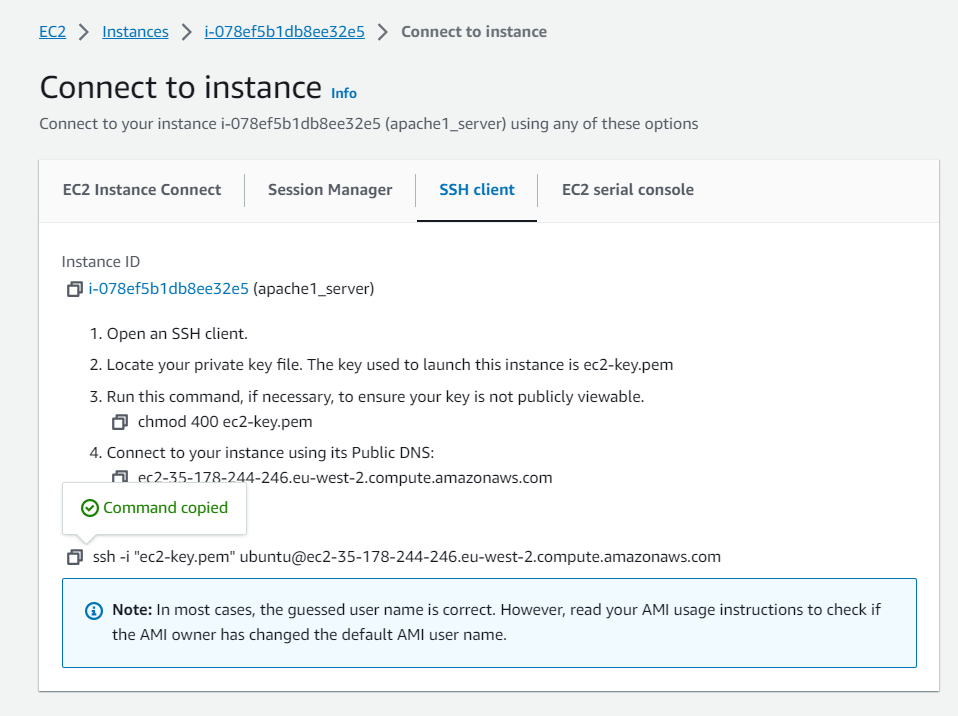 EC2 > Instances > i-078ef5b1db8ee32e5 > Connect to instance
Connect to instance Info
Connect to your instance i-078ef5b1db8ee32e5 (apache1_server) using any of these options
EC2 Instance Connect Session Manager SSH client EC2 serial console
Instance ID
i-078ef5b1db8ee32e5 (apache1_server)
1. Open an SSH client.
2. Locate your private key file. The key used to launch this instance is ec2-key.pem
3. Run this command, if necessary, to ensure your key is not publicly viewable.
chmod 400 ec2-key.pem
4. Connect to your instance using its Public DNS:
ec2-35-178-244-246.eu-west-2.compute.amazonaws.com
Command copied
ssh -i "ec2-key.pem" ubuntu@ec2-35-178-244-246.eu-west-2.compute.amazonaws.com
Note: In most cases, the guessed user name is correct. However, read your AMI usage instructions to check if
the AMI owner has changed the default AMI user name.